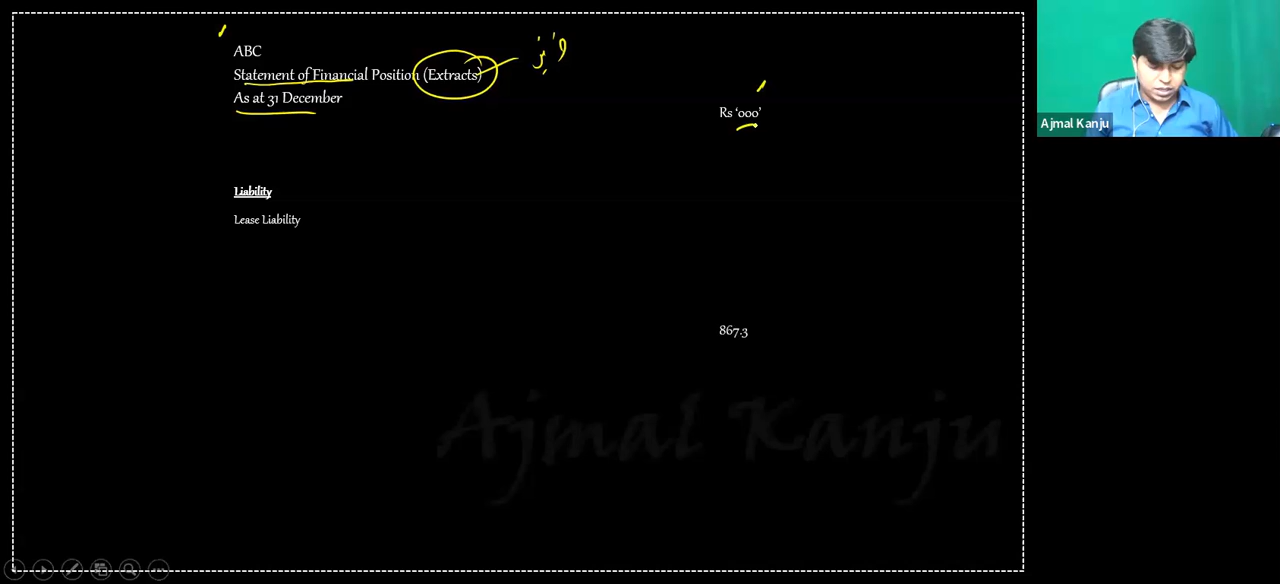 ABC
Statement of Financial Position (Extracts)
As at 31 December
Rs ‘000’
Liability
Lease Liability
867.3
Ajmal Kanju
Ajmal Kanju